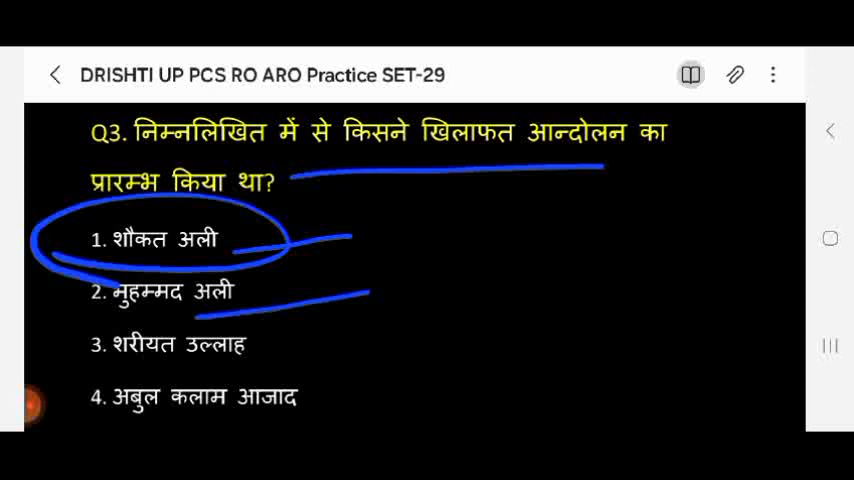 DRISHTI UP PCS RO ARO Practice SET-29
Q3. निम्नलिखित में से किसने खिलाफत आन्दोलन का
प्रारम्भ किया था?
1. शौकत अली
2. मुहम्मद अली
3. शरीयत उल्लाह
4. अबुल कलाम आजाद